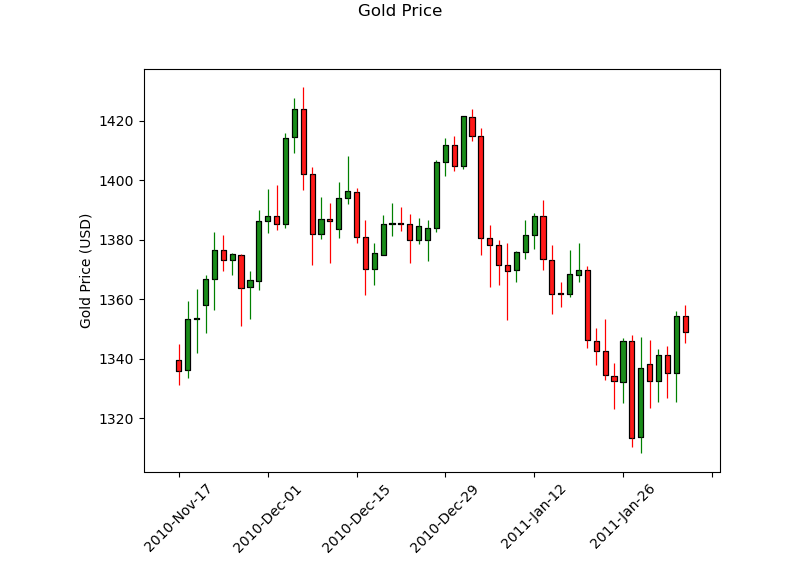 Gold Price
Gold Price (USD)
1420
1400
1380
1360
1340
1320
2010-Nov-17
2010-Dec-01
2010-Dec-15
2010-Dec-29
2011-Jan-12
2011-Jan-26